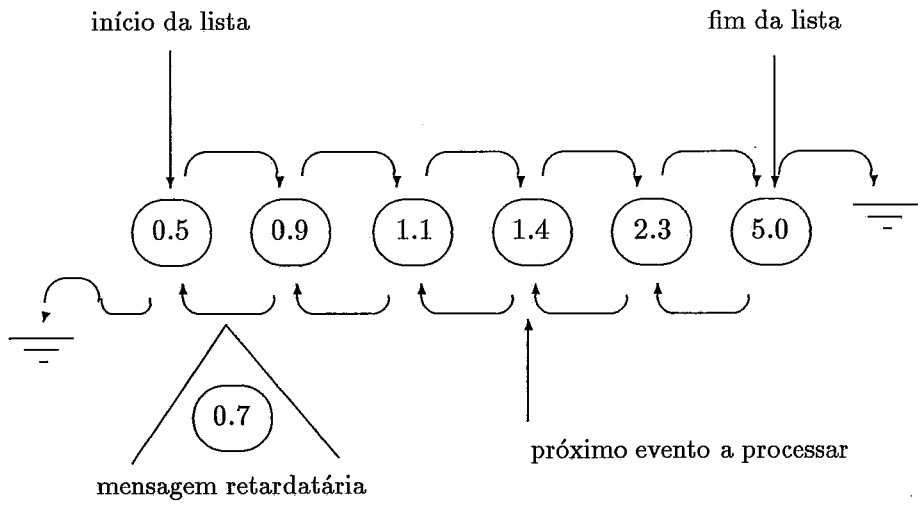 início da lista
fim da lista
0.5 0.9 1.1 1.4 2.3 5.0
0.7
próximo evento a processar
mensagem retardatária